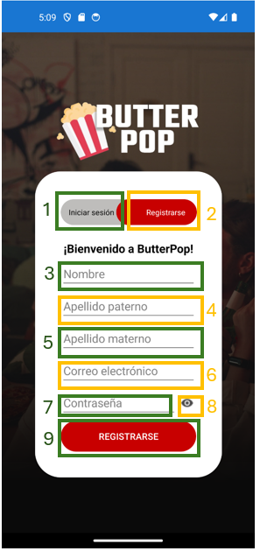 5:09
BUTTER
POP
1 Iniciar sesión Registrarse 2
¡Bienvenido a ButterPop!
3 Nombre
Apellido paterno 4
5 Apellido materno
Correo electrónico 6
7 Contraseña 8
9 REGISTRARSE